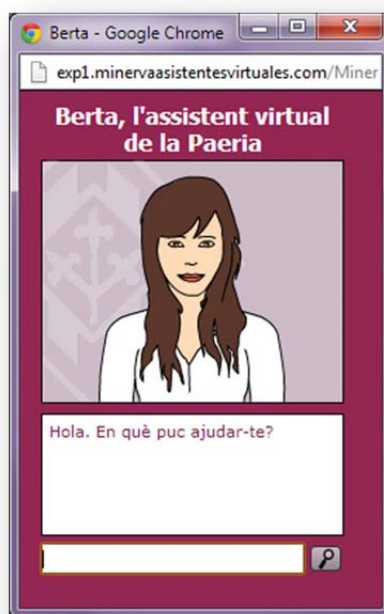 Berta - Google Chrome
exp1.minervaasistentesvirtuales.com/Miner
Berta, l'assistent virtual
de la Paeria
Hola. En què puc ajudar-te?